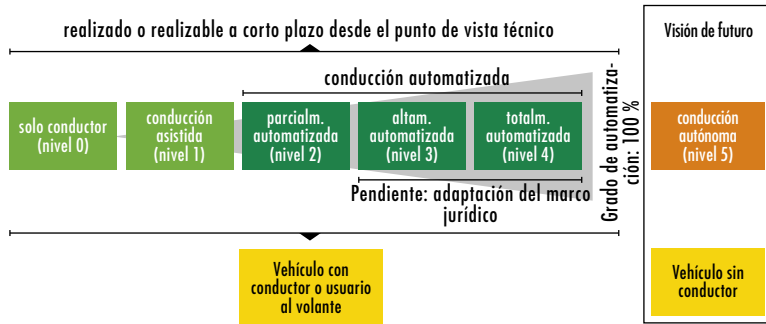 realizado o realizable a corto plazo desde el punto de vista técnico
Visión de futuro
conducción automatizada
solo conductor
(nivel 0)
conducción
asistida
(nivel 1)
parcialm.
automatizada
(nivel 2)
altam.
automatizada
(nivel 3)
totalm.
automatizada
(nivel 4)
Grado de automatiza-
ción: 100 %
conducción
autónoma
(nivel 5)
Pendiente: adaptación del marco
jurídico
Vehículo con
conductor o usuario
al volante
Vehículo sin
conductor